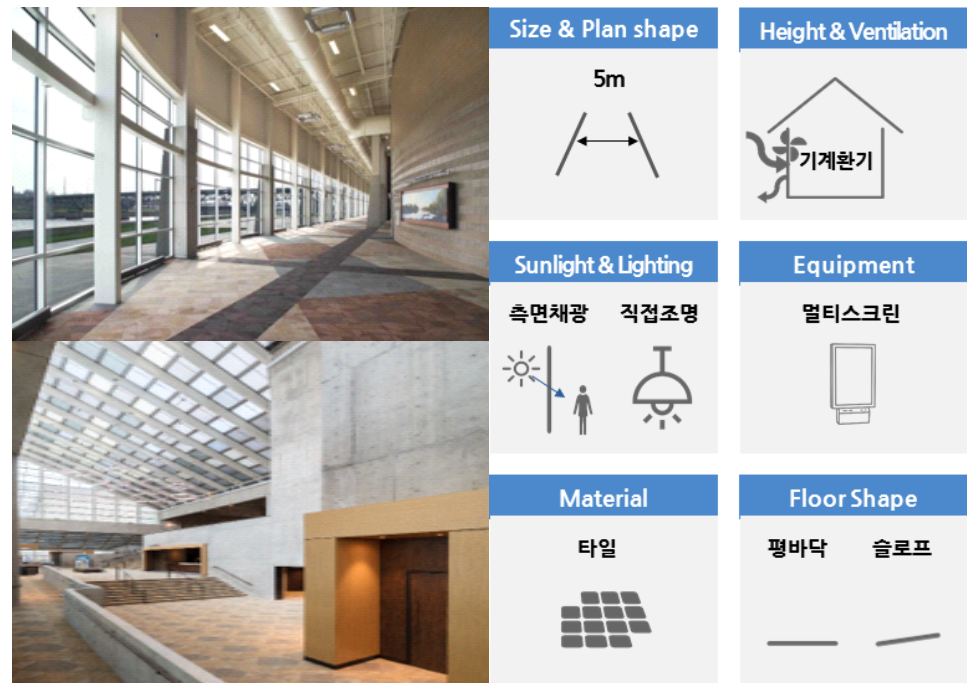 Size & Plan shape
5m
Height & Ventilation
기계환기
Sunlight & Lighting
측면채광 직접조명
Equipment
멀티스크린
Material
타일
Floor Shape
평바닥 슬로프